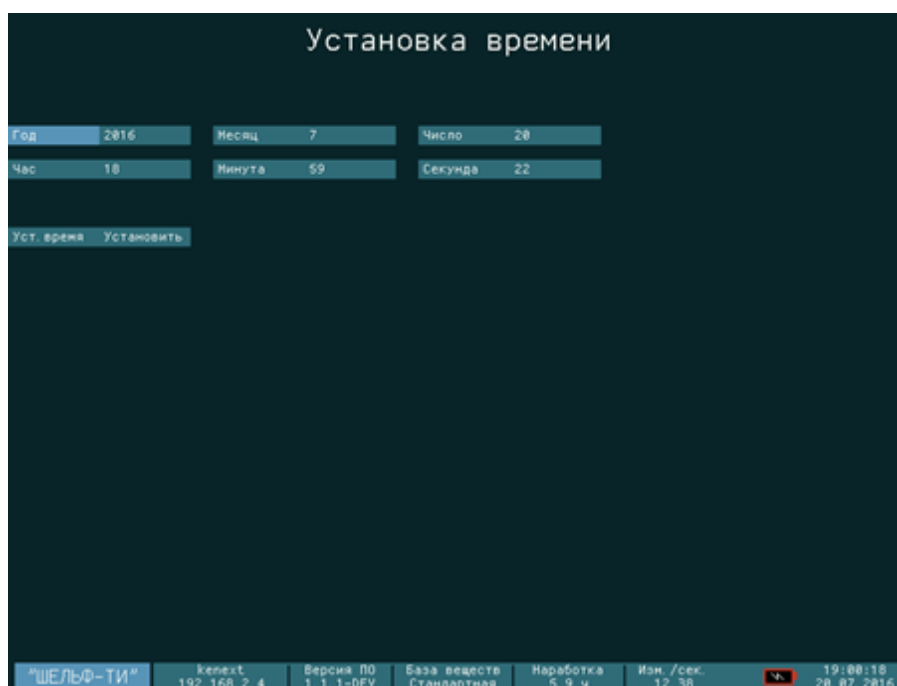 Установка времени
Год 2016 Месяц 7 Число 20
Час 18 Минута 59 Секунда 22
Уст.время Установить
"ШЕЛЬФ-ТИ" kenext Версия ПО База веществ Наработка Изм./сек. 19:00:18
192.168.2.4 1.1.1-DEV Стандартная 5.9 ч 12.38 20.07.2016